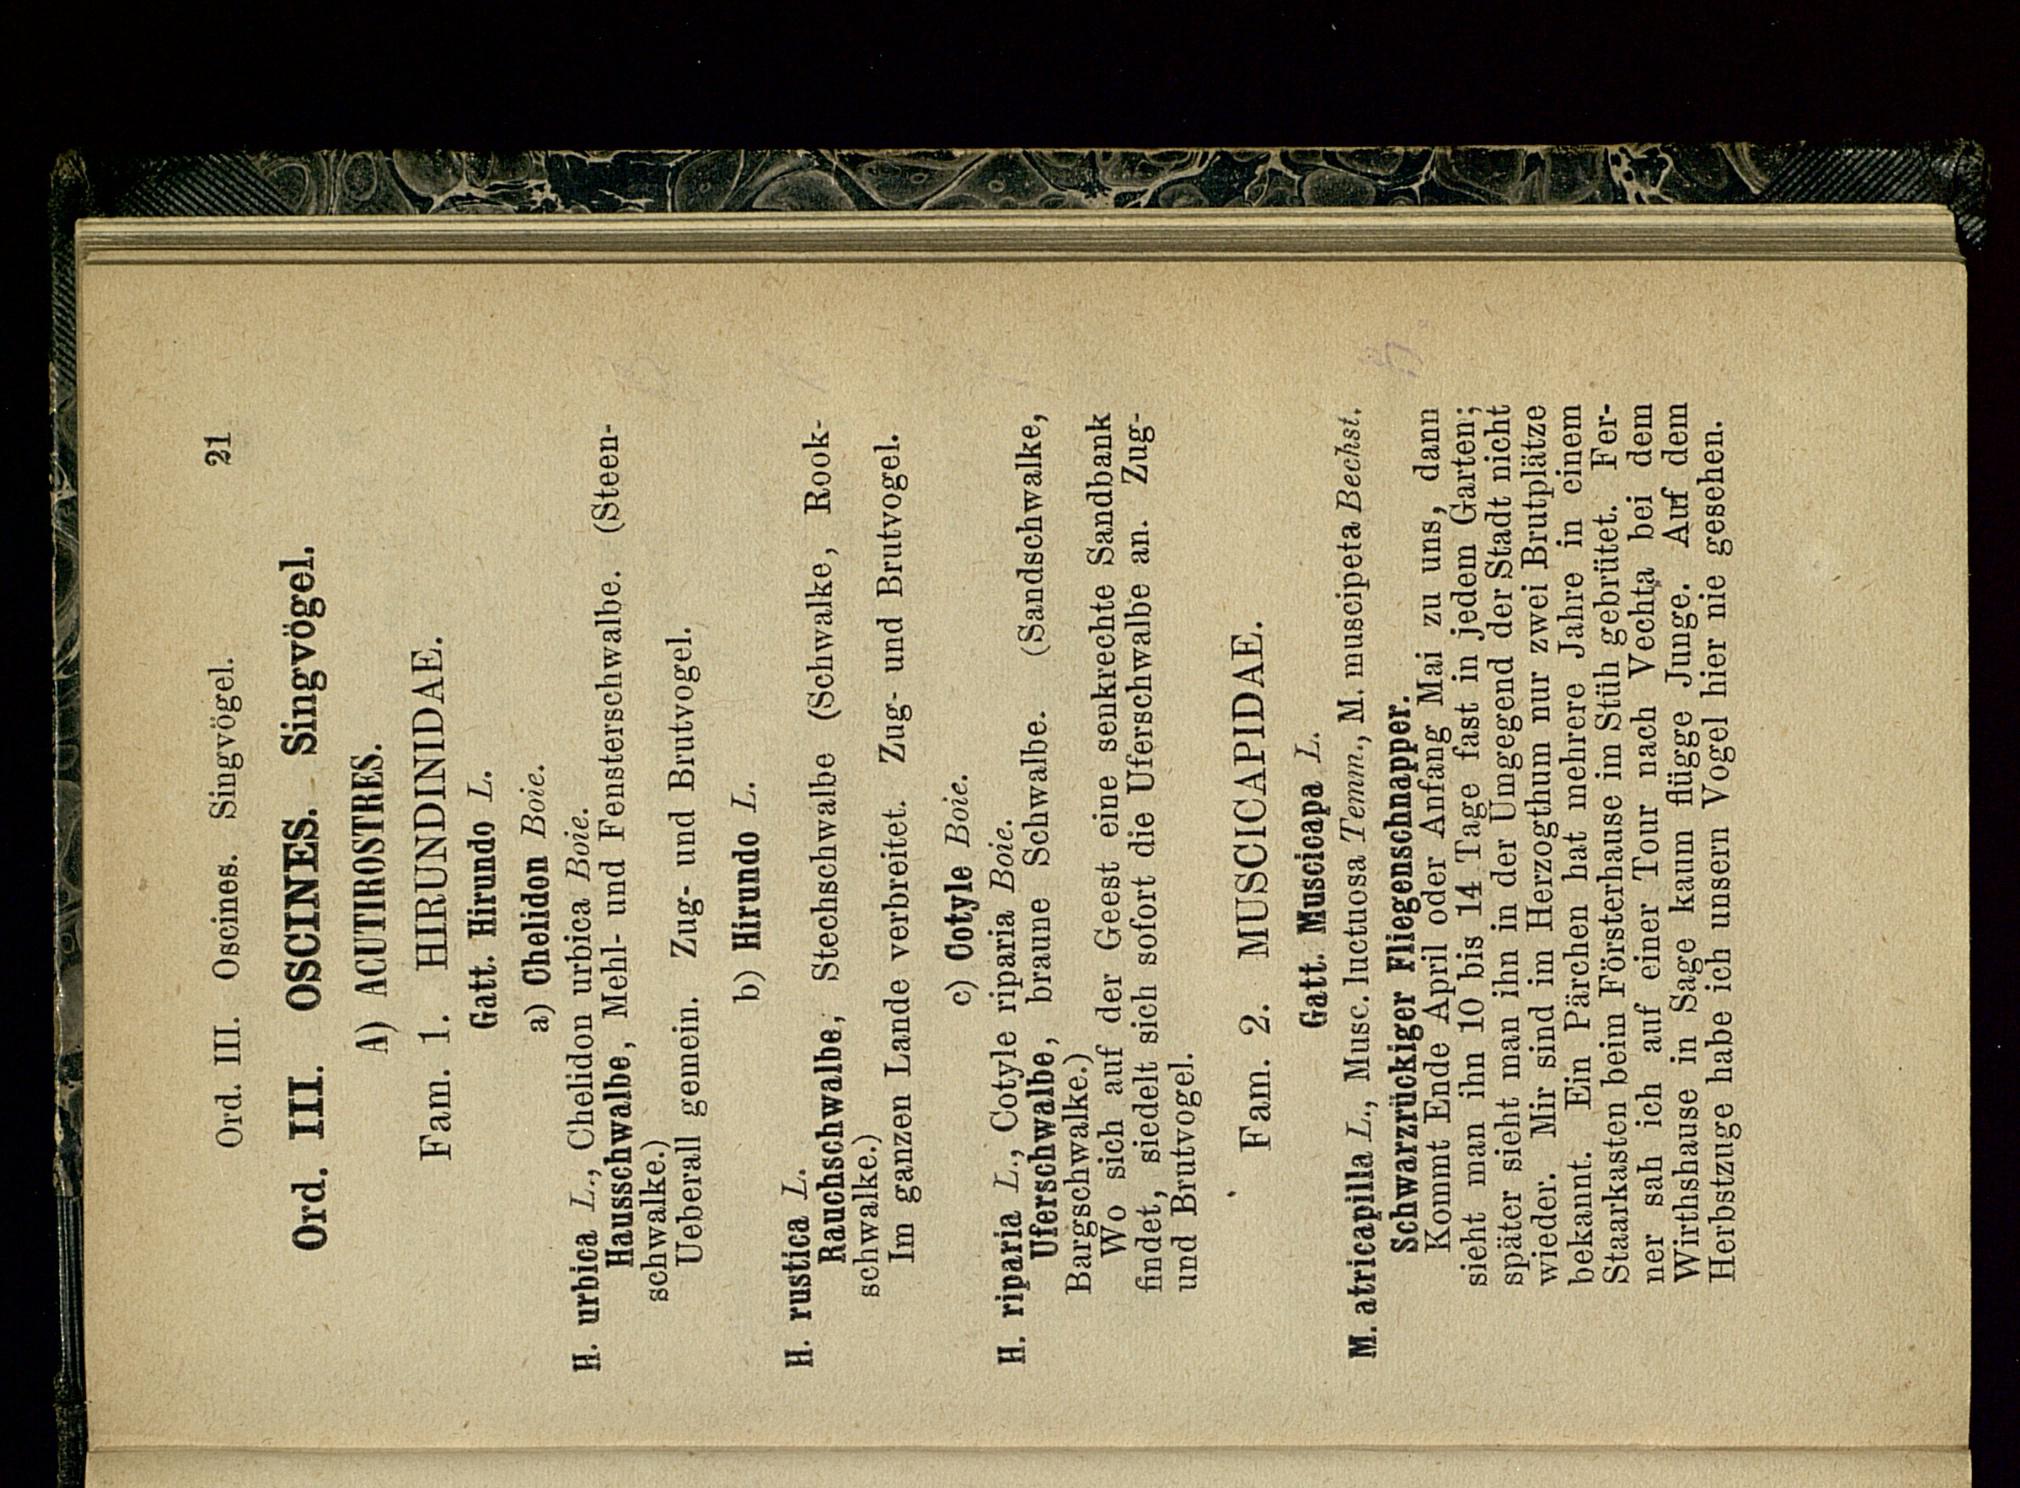 Ord. III. Oscines. Singvögel. 21
Ord. III. OSCINES. Singvögel.
A) ACUTIROSTRES.
Fam. 1. HIRUNDINIDAE.
Gatt. Hirundo L.
a) Chelidon Boie.
H. urbica L., Chelidon urbica Boie.
Hausschwalbe, Mehl- und Fensterschwalbe. (Steen-
schwalke.)
Ueberall gemein. Zug- und Brutvogel.
b) Hirundo L.
H. rustica L.
Rauchschwalbe, Stechschwalbe (Schwalke, Rook-
schwalke.)
Im ganzen Lande verbreitet. Zug- und Brutvogel.
c) Cotyle Boie.
H. riparia L., Cotyle riparia Boie.
Uferschwalbe, braune Schwalbe. (Sandschwalke,
Bargschwalke.)
Wo sich auf der Geest eine senkrechte Sandbank
findet, siedelt sich sofort die Uferschwalbe an. Zug-
und Brutvogel.
Fam. 2. MUSCICAPIDAE.
Gatt. Muscicapa L.
M. atricapilla L., Musc. luctuosa Temm., M. muscipeta Bechst.
Schwarzrückiger Fliegenschnapper.
Kommt Ende April oder Anfang Mai zu uns, dann
sieht man ihn 10 bis 14 Tage fast in jedem Garten;
später sieht man ihn in der Umgegend der Stadt nicht
wieder. Mir sind im Herzogthum nur zwei Brutplätze
bekannt. Ein Pärchen hat mehrere Jahre in einem
Staarkasten beim Försterhause im Stüh gebrütet. Fer-
ner sah ich auf einer Tour nach Vechta bei dem
Wirthshause in Sage kaum flügge Junge. Auf dem
Herbstzuge habe ich unsern Vogel hier nie gesehen.